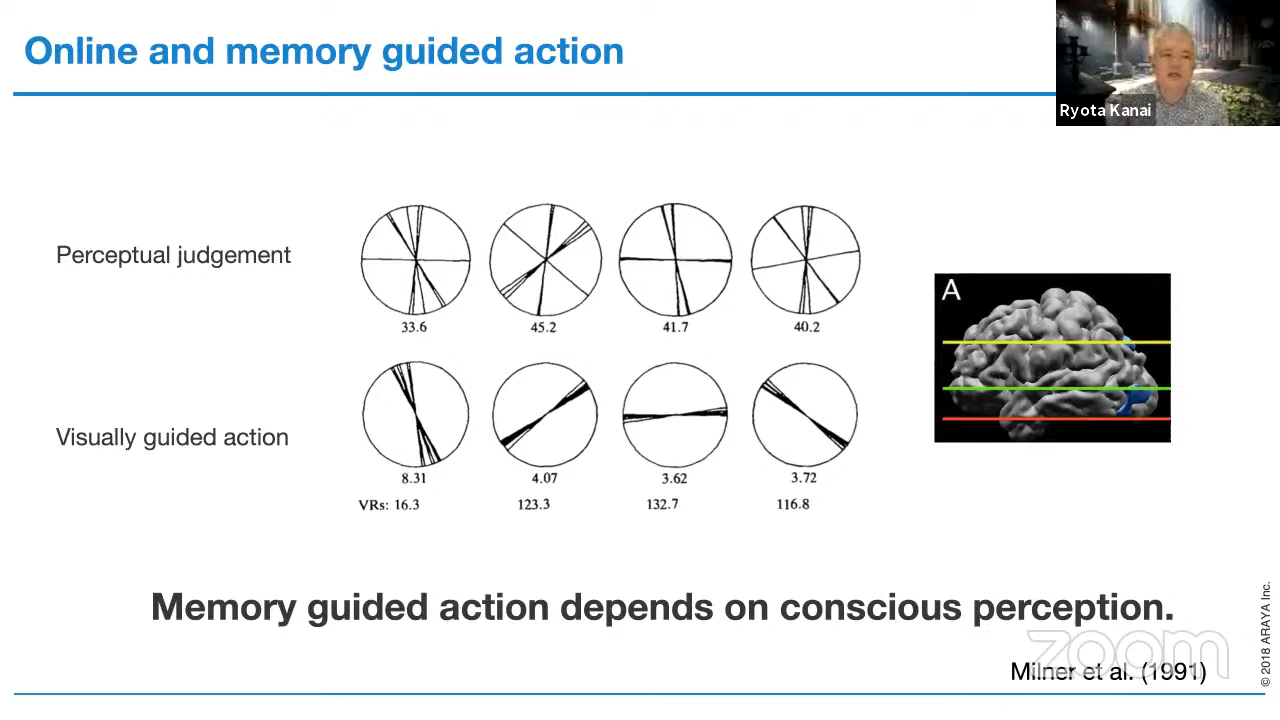 Online and memory guided action
Ryota Kanai
Perceptual judgement
33.6 45.2 41.7 40.2
A
Visually guided action
8.31 4.07 3.62 3.72
VRs: 16.3 123.3 132.7 116.8
Memory guided action depends on conscious perception.
zoom
Milner et al. (1991)
© 2018 ARAYA Inc.